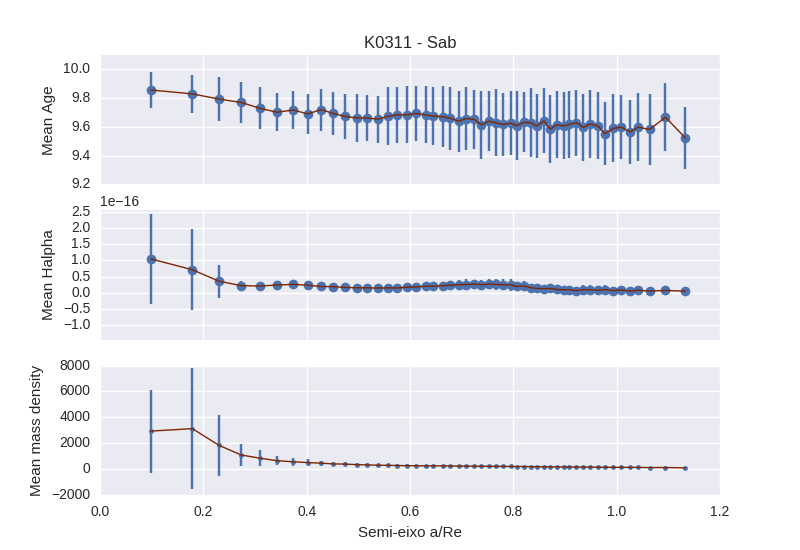 K0311 - Sab
10.0
9.8
9.6
9.4
9.2
Mean Age
1e−16
2.5
2.0
1.5
1.0
0.5
0.0
−0.5
−1.0
Mean Halpha
8000
6000
4000
2000
0
−2000
Mean mass density
0.0 0.2 0.4 0.6 0.8 1.0 1.2
Semi-eixo a/Re